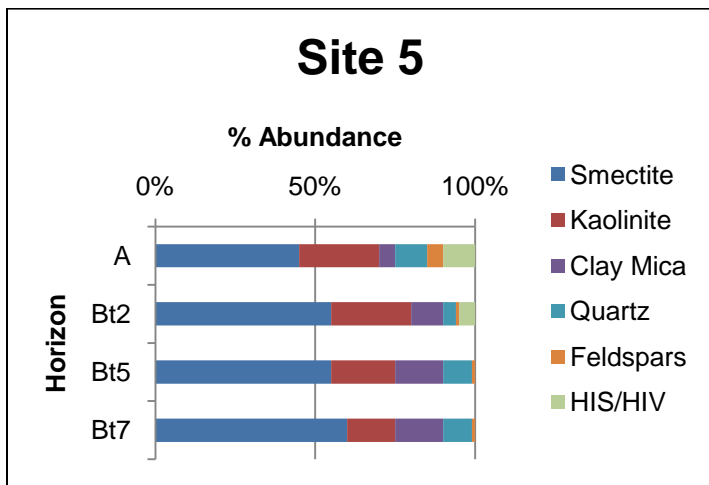 Site 5
% Abundance
0% 50% 100%
Horizon
A
Bt2
Bt5
Bt7
Smectite
Kaolinite
Clay Mica
Quartz
Feldspars
HIS/HIV